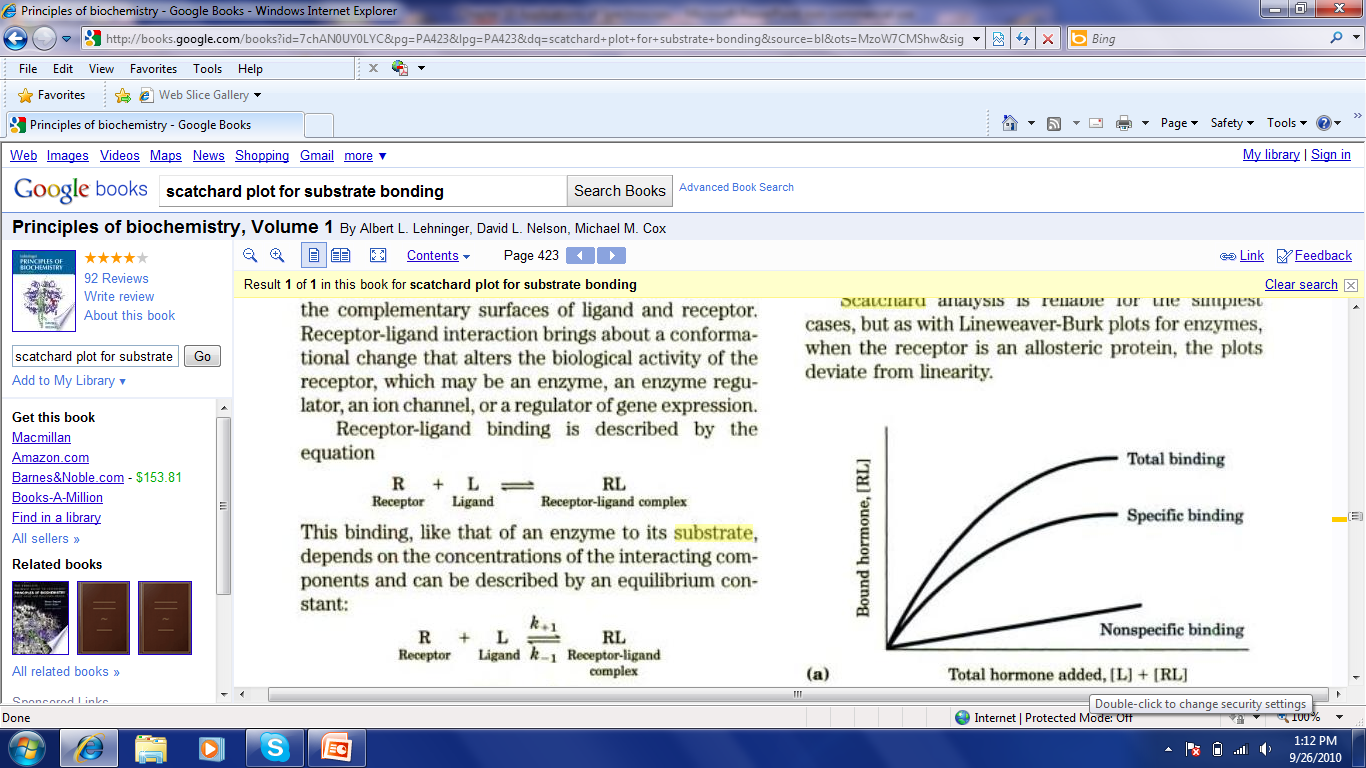 Principles of biochemistry - Google Books - Windows Internet Explorer
http://books.google.com/books?id=7chAN0UY0LYC&pg=PA423&lpg=PA423&dq=scatchard+plot+for+substrate+bonding&source=bl&ots=MzoW7CMShw&sig
Bing
File Edit View Favorites Tools Help
X
Favorites Web Slice Gallery
Principles of biochemistry - Google Books
Page Safety Tools
Web Images Videos Maps News Shopping Gmail more ▼
My library | Sign in
Google books
scatchard plot for substrate bonding
Search Books
Advanced Book Search
Principles of biochemistry, Volume 1 By Albert L. Lehninger, David L. Nelson, Michael M. Cox
92 Reviews
Write review
About this book
PRINCIPLES OF BIOCHEMISTRY
scatchard plot for substrate Go
Add to My Library ▾
Get this book
Macmillan
Amazon.com
Barnes&Noble.com - $153.81
Books-A-Million
Find in a library
All sellers »
Related books
All related books »
Sponsored Links
Contents Page 423
Link Feedback
Result 1 of 1 in this book for scatchard plot for substrate bonding
Clear search
the complementary surfaces of ligand and receptor.
Receptor-ligand interaction brings about a conforma-
tional change that alters the biological activity of the
receptor, which may be an enzyme, an enzyme regu-
lator, an ion channel, or a regulator of gene expression.
Receptor-ligand binding is described by the
equation
R + L ⇌ RL
Receptor Ligand Receptor-ligand complex
This binding, like that of an enzyme to its substrate,
depends on the concentrations of the interacting com-
ponents and can be described by an equilibrium con-
stant:
k+1
R + L ⇌ RL
Receptor Ligand k−1 Receptor-ligand
complex
Scatchard analysis is reliable for the simplest
cases, but as with Lineweaver-Burk plots for enzymes,
when the receptor is an allosteric protein, the plots
deviate from linearity.
Bound hormone, [RL]
Total binding
Specific binding
Nonspecific binding
(a) Total hormone added, [L] + [RL]
Double-click to change security settings
Done
Internet | Protected Mode: Off
100%
1:12 PM
9/26/2010